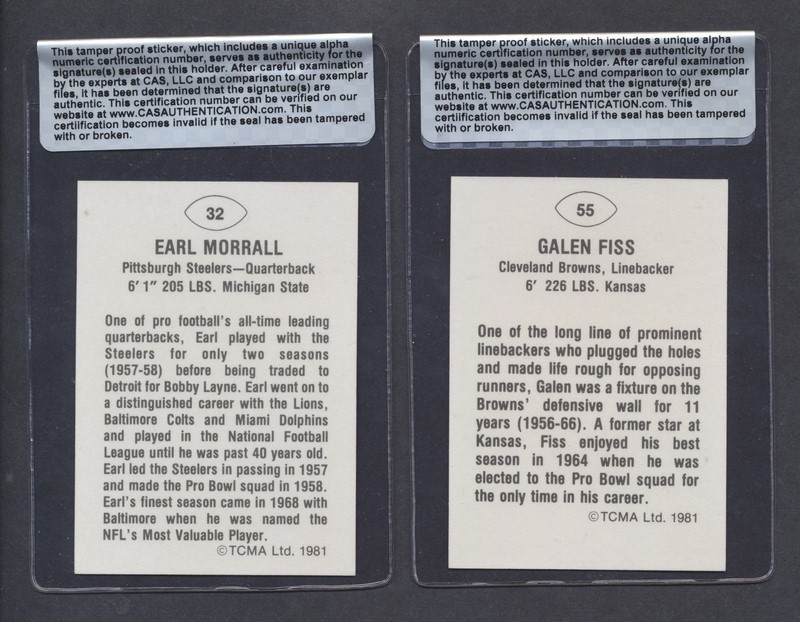 This tamper proof sticker, which includes a unique alpha
numeric certification number, serves as authenticity for the
signature(s) sealed in this holder. After careful examination
by the experts at CAS, LLC and comparison to our exemplar
files, it has been determined that the signature(s) are
authentic. This certification number can be verified on our
website at www.CASAUTHENTICATION.com. This
certiification becomes invalid if the seal has been tampered
with or broken.
32
EARL MORRALL
Pittsburgh Steelers—Quarterback
6' 1" 205 LBS. Michigan State
One of pro football's all-time leading
quarterbacks, Earl played with the
Steelers for only two seasons
(1957-58) before being traded to
Detroit for Bobby Layne. Earl went on to
a distinguished career with the Lions,
Baltimore Colts and Miami Dolphins
and played in the National Football
League until he was past 40 years old.
Earl led the Steelers in passing in 1957
and made the Pro Bowl squad in 1958.
Earl's finest season came in 1968 with
Baltimore when he was named the
NFL's Most Valuable Player.
©TCMA Ltd. 1981
This tamper proof sticker, which includes a unique alpha
numeric certification number, serves as authenticity for the
signature(s) sealed in this holder. After careful examination
by the experts at CAS, LLC and comparison to our exemplar
files, it has been determined that the signature(s) are
authentic. This certification number can be verified on our
website at www.CASAUTHENTICATION.com. This
certiification becomes invalid if the seal has been tampered
with or broken.
55
GALEN FISS
Cleveland Browns, Linebacker
6' 226 LBS. Kansas
One of the long line of prominent
linebackers who plugged the holes
and made life rough for opposing
runners, Galen was a fixture on the
Browns' defensive wall for 11
years (1956-66). A former star at
Kansas, Fiss enjoyed his best
season in 1964 when he was
elected to the Pro Bowl squad for
the only time in his career.
©TCMA Ltd. 1981